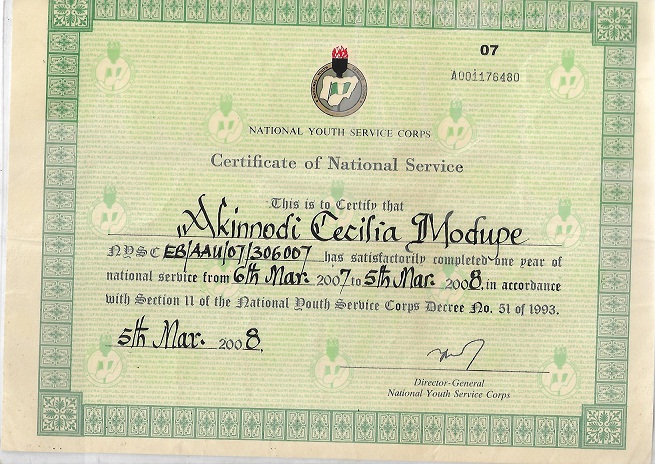 07
A001176480
NATIONAL YOUTH SERVICE CORPS
Certificate of National Service
This is to Certify that
Akinnodi Cecilia Modupe
NYSC EB/AAU/07/306007 has satisfactorily completed one year of
national service from 6th Mar. 2007 to 5th Mar. 2008, in accordance
with Section 11 of the National Youth Service Corps Decree No. 51 of 1993.
5th Mar. 2008.
Director-General
National Youth Service Corps